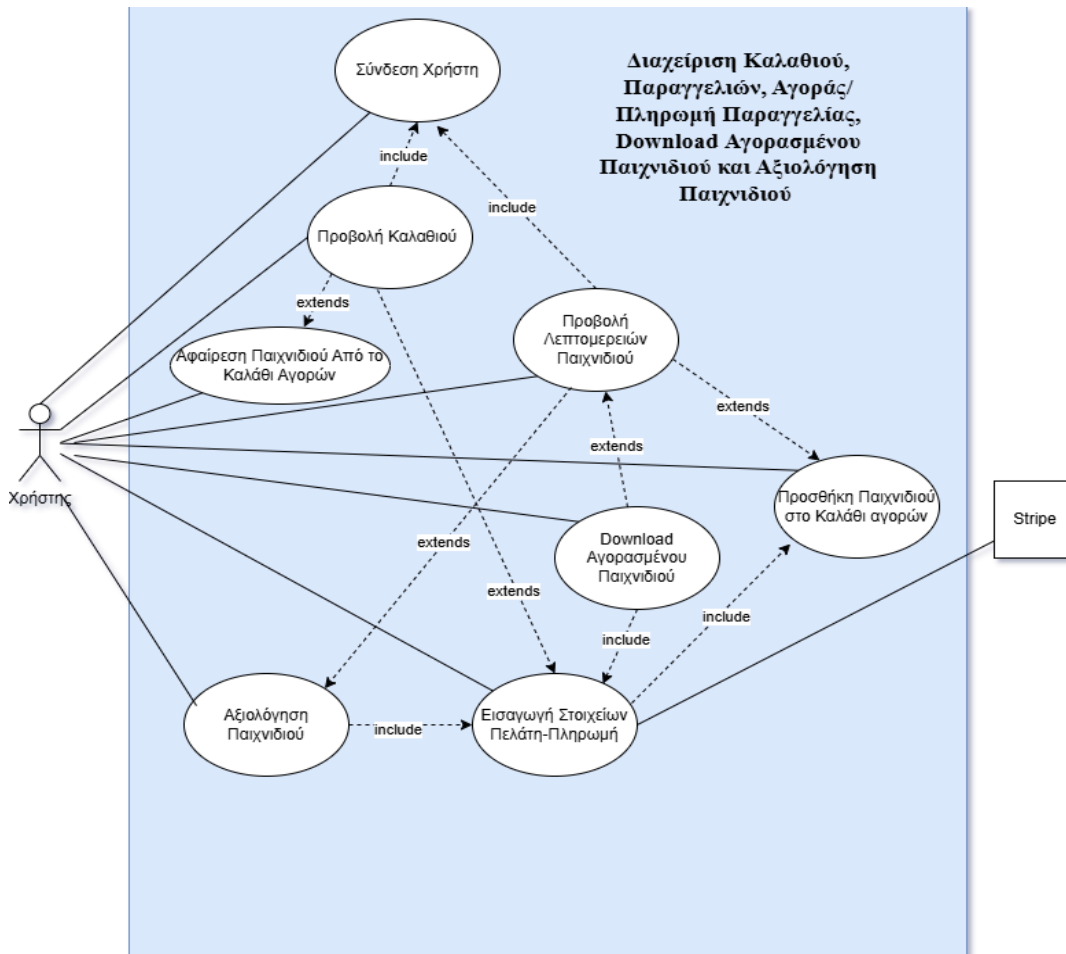 Σύνδεση Χρήστη
Διαχείριση Καλαθιού,
Παραγγελιών, Αγοράς/
Πληρωμή Παραγγελίας,
Download Αγορασμένου
Παιχνιδιού και Αξιολόγηση
Παιχνιδιού
include
include
Προβολή Καλαθιού
extends
Προβολή
Λεπτομερειών
Παιχνιδιού
Αφαίρεση Παιχνιδιού Από το
Καλάθι Αγορών
extends
extends
Χρήστης
Προσθήκη Παιχνιδιού
στο Καλάθι αγορών
Stripe
extends
Download
Αγορασμένου
Παιχνιδιού
extends
include
include
Αξιολόγηση
Παιχνιδιού
include
Εισαγωγή Στοιχείων
Πελάτη-Πληρωμή